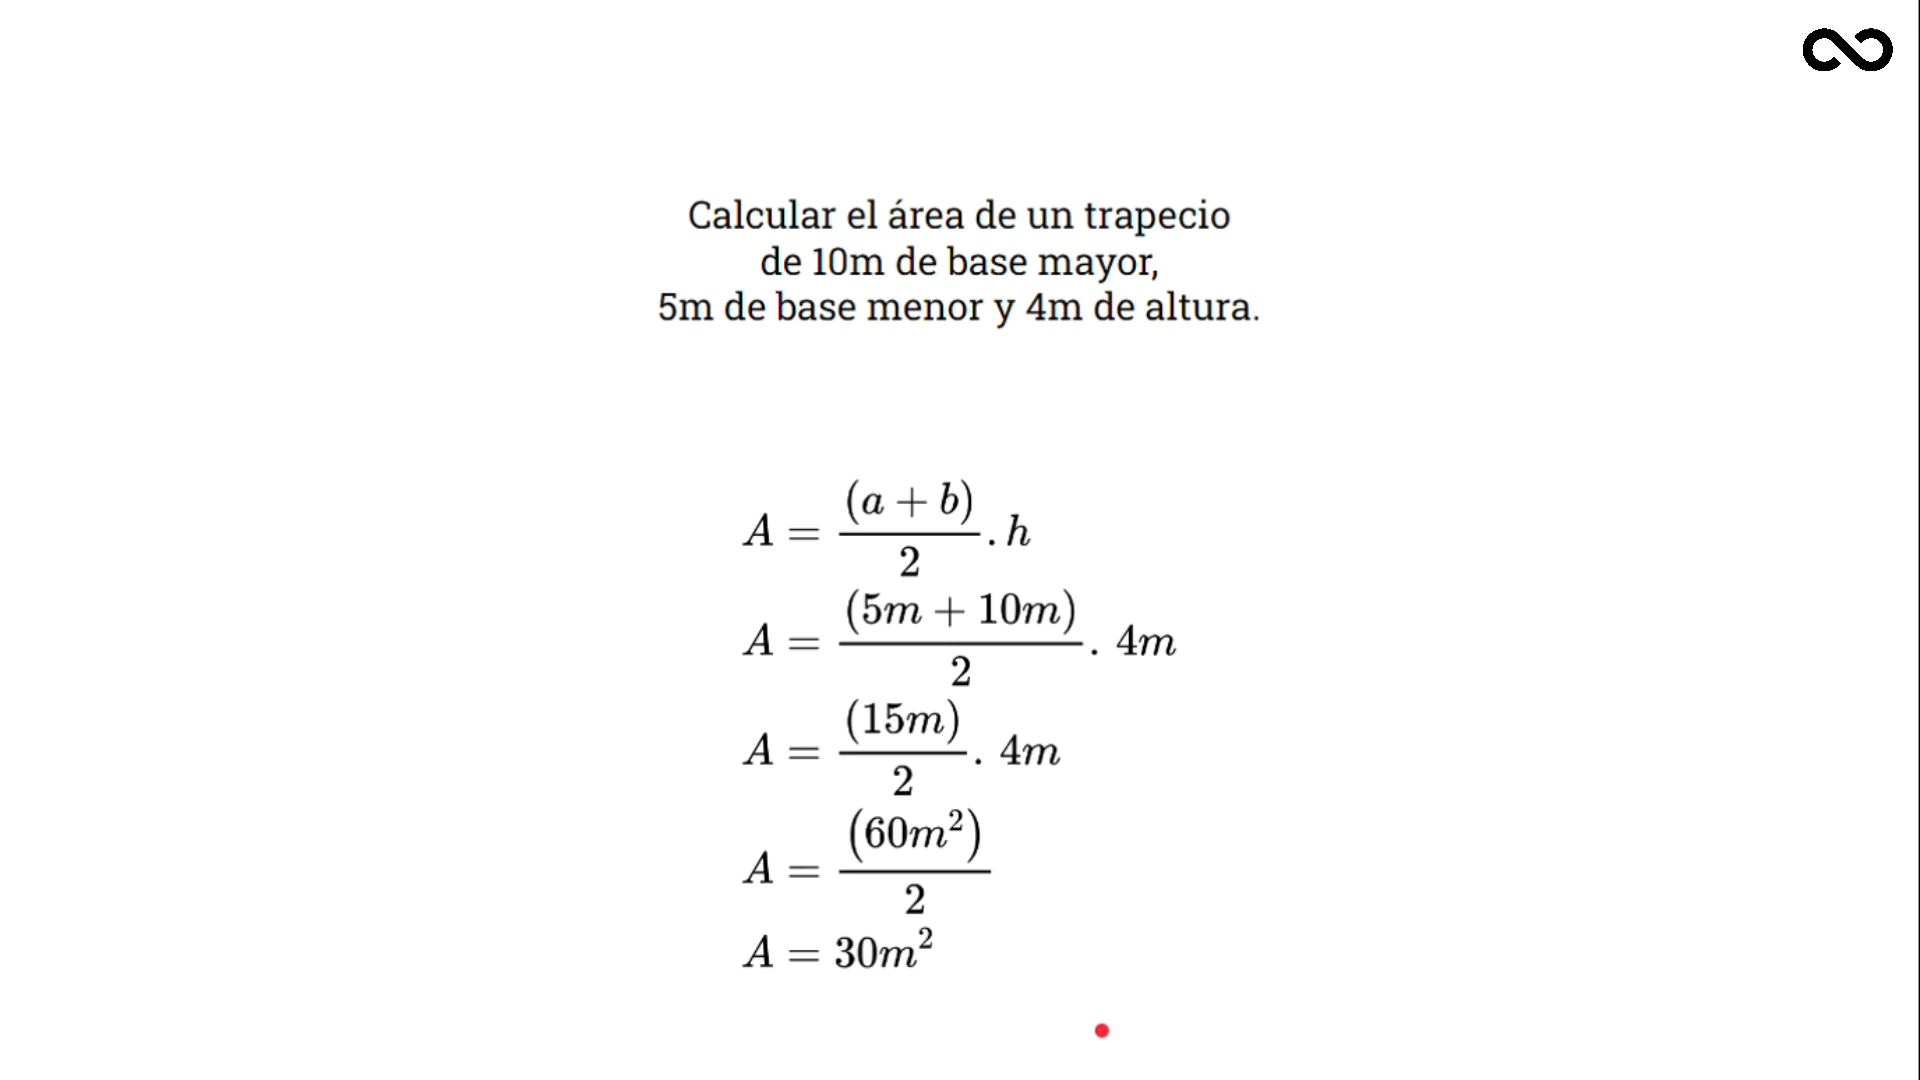 Calcular el área de un trapecio
de 10m de base mayor,
5m de base menor y 4m de altura.
A = (a + b)/2 . h
A = (5m + 10m)/2 . 4m
A = (15m)/2 . 4m
A = (60m²)/2
A = 30m²